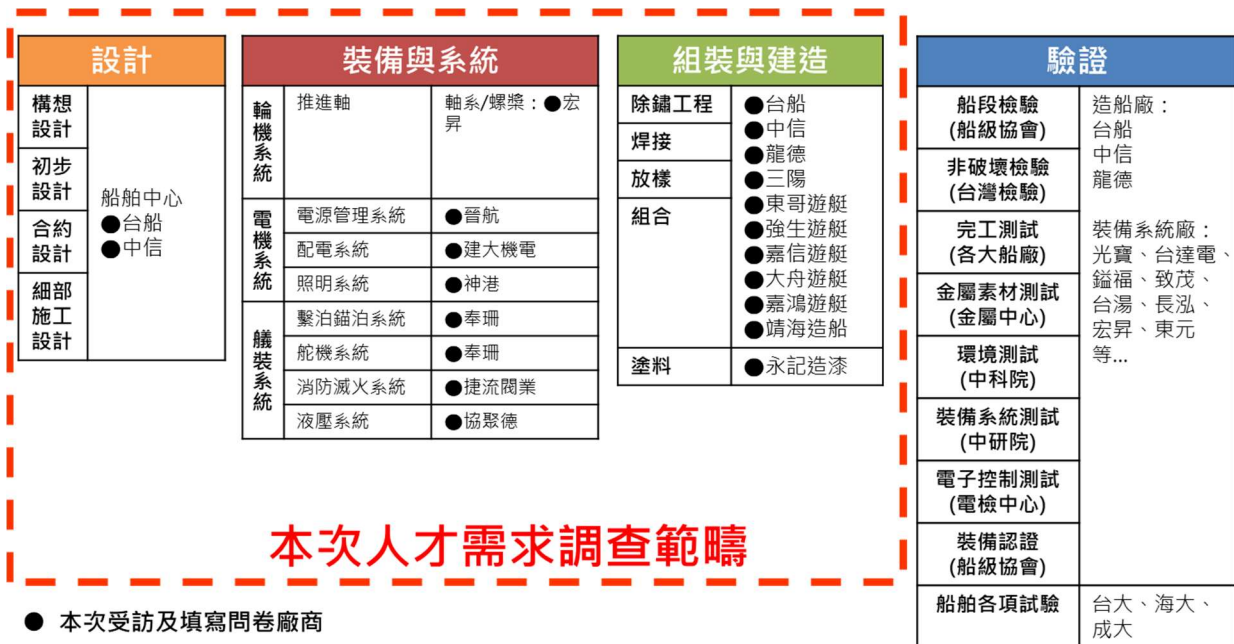 設計
構想
設計
初步
設計
合約
設計
細部
施工
設計
船舶中心
●台船
●中信
裝備與系統
輪機系統
推進軸
軸系/螺槳：●宏
昇
電機系統
電源管理系統
●晉航
配電系統
●建大機電
照明系統
●神港
艤裝系統
繫泊錨泊系統
●奉珊
舵機系統
●奉珊
消防滅火系統
●捷流閥業
液壓系統
●協聚德
組裝與建造
除鏽工程
焊接
放樣
組合
●台船
●中信
●龍德
●三陽
●東哥遊艇
●強生遊艇
●嘉信遊艇
●大舟遊艇
●嘉鴻遊艇
●靖海造船
塗料
●永記造漆
驗證
船段檢驗
(船級協會)
非破壞檢驗
(台灣檢驗)
完工測試
(各大船廠)
金屬素材測試
(金屬中心)
環境測試
(中科院)
裝備系統測試
(中研院)
電子控制測試
(電檢中心)
裝備認證
(船級協會)
造船廠：
台船
中信
龍德
裝備系統廠：
光寶、台達電、
鎰福、致茂、
台湯、長泓、
宏昇、東元
等...
船舶各項試驗
台大、海大、
成大
本次人才需求調查範疇
● 本次受訪及填寫問卷廠商